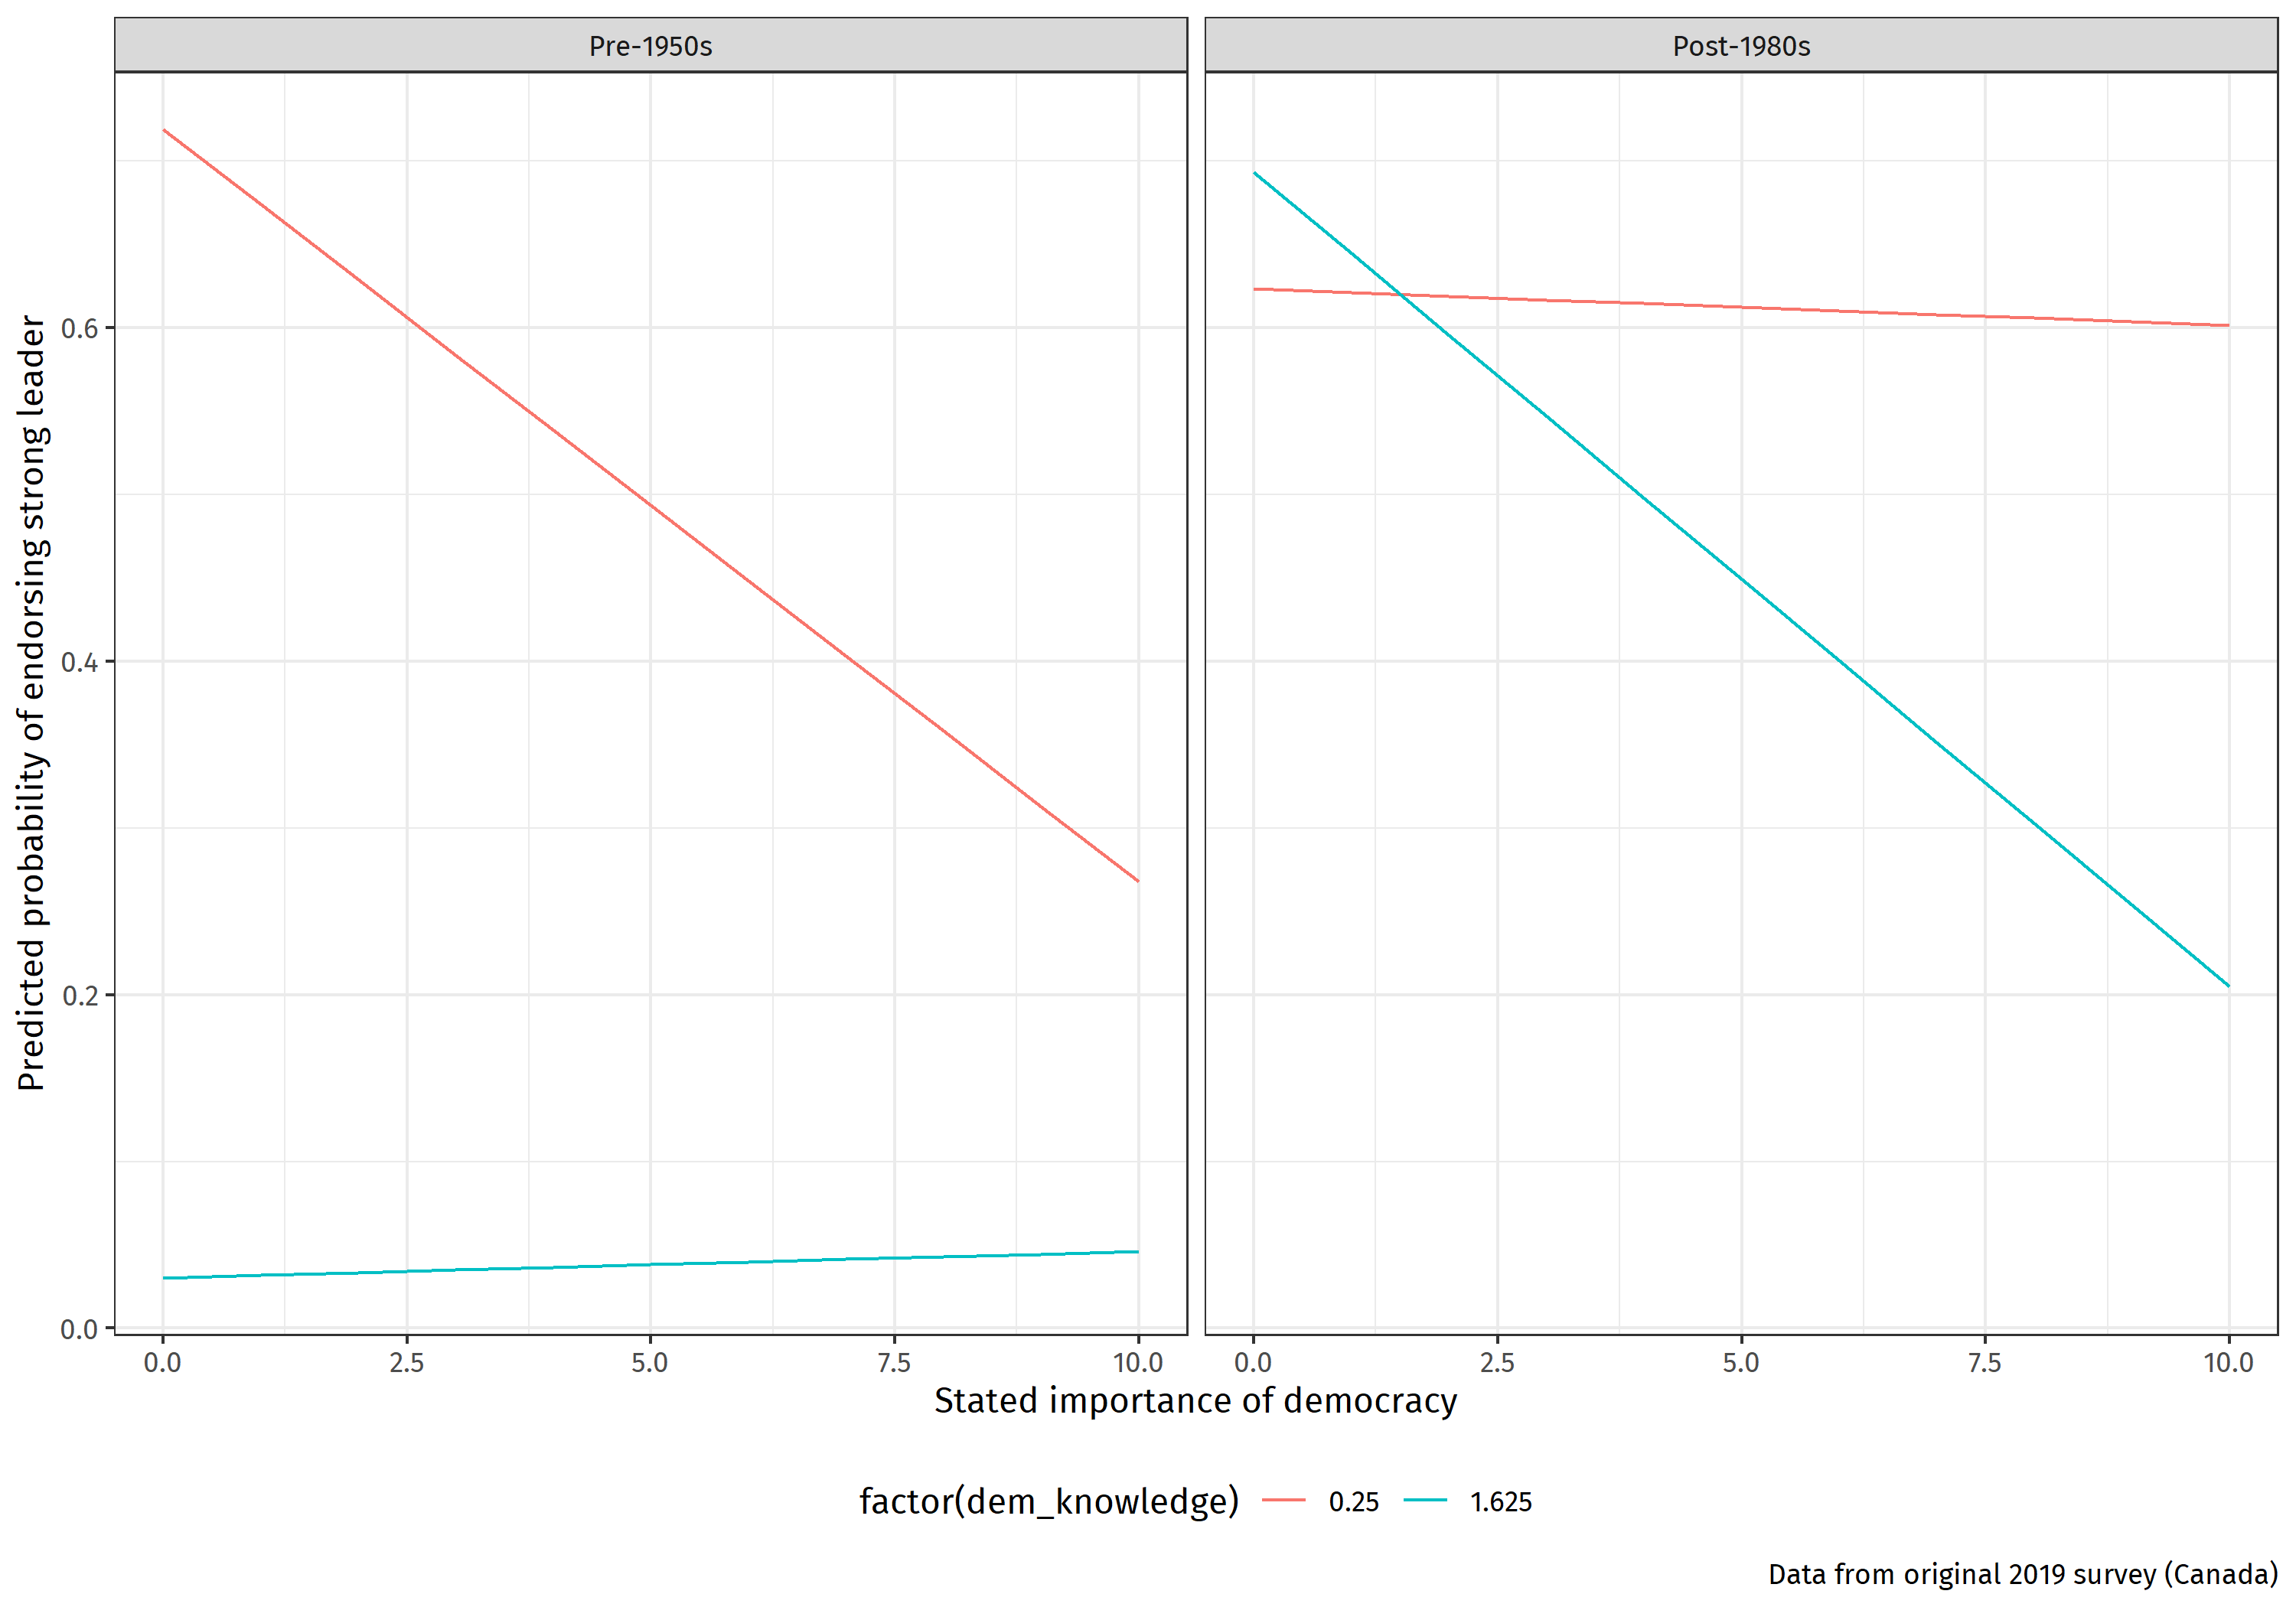 Pre-1950s
Post-1980s
Predicted probability of endorsing strong leader
0.6
0.4
0.2
0.0
0.0 2.5 5.0 7.5 10.0
0.0 2.5 5.0 7.5 10.0
Stated importance of democracy
factor(dem_knowledge) 0.25 1.625
Data from original 2019 survey (Canada)